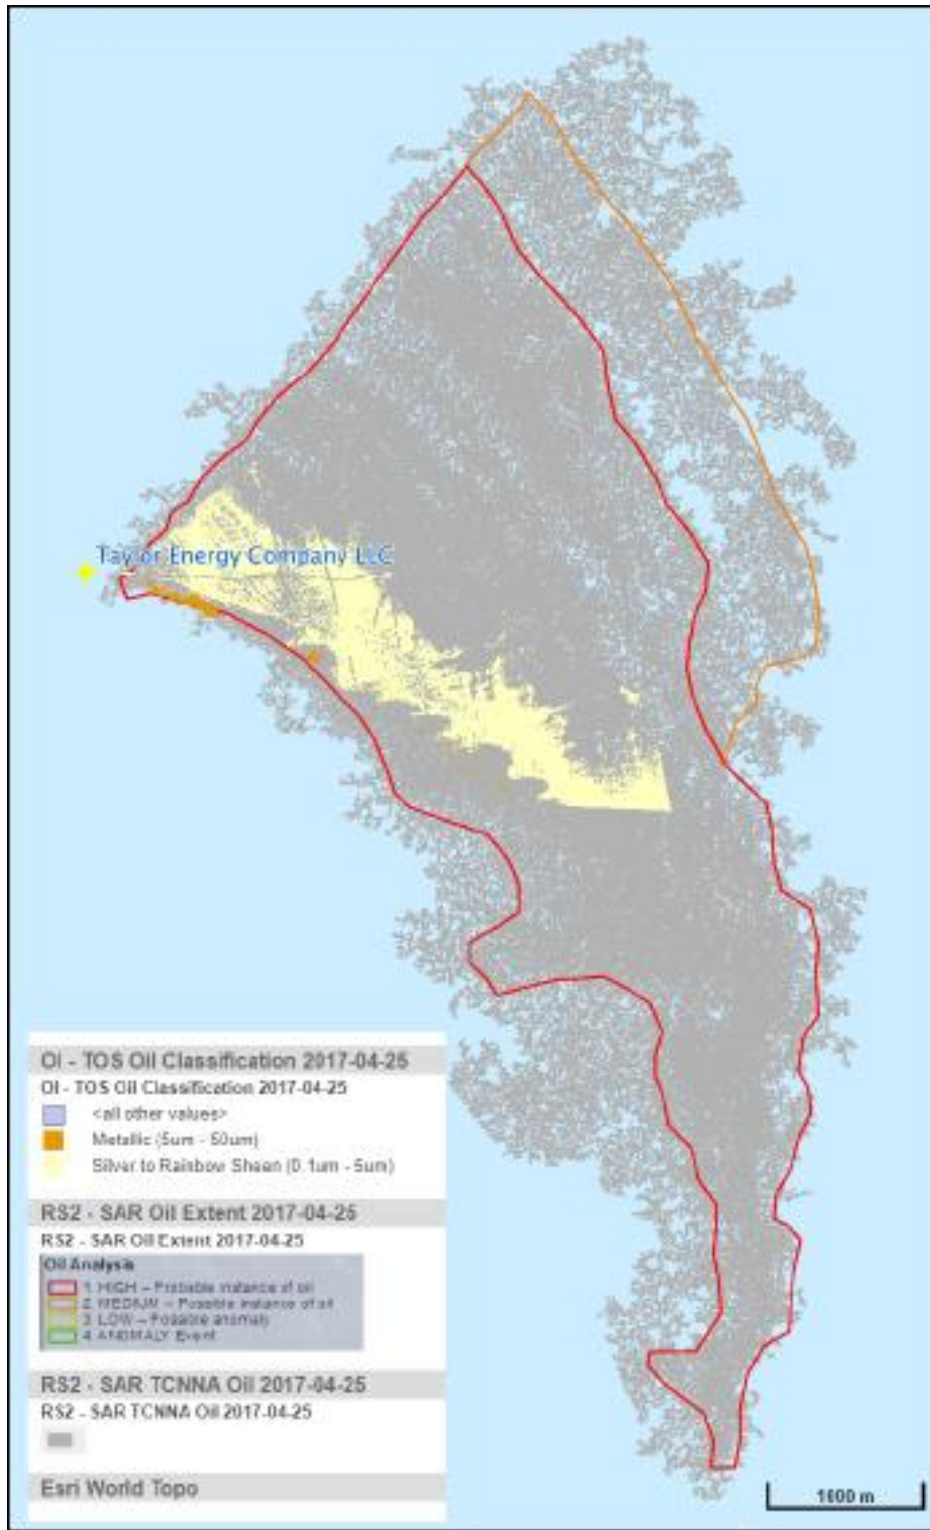 Taylor Energy Company LLC
OI - TOS Oil Classification 2017-04-25
OI - TOS Oil Classification 2017-04-25
<all other values>
Metallic (5um - 50um)
Silver to Rainbow Sheen (0.1um - 5um)
RS2 - SAR Oil Extent 2017-04-25
RS2 - SAR Oil Extent 2017-04-25
Oil Analysis
1. HIGH – Probable instance of oil
2. MEDIUM – Possible instance of oil
3. LOW – Possible anomaly
4. ANOMALY Event
RS2 - SAR TCNNA Oil 2017-04-25
RS2 - SAR TCNNA Oil 2017-04-25
Esri World Topo
1000 m